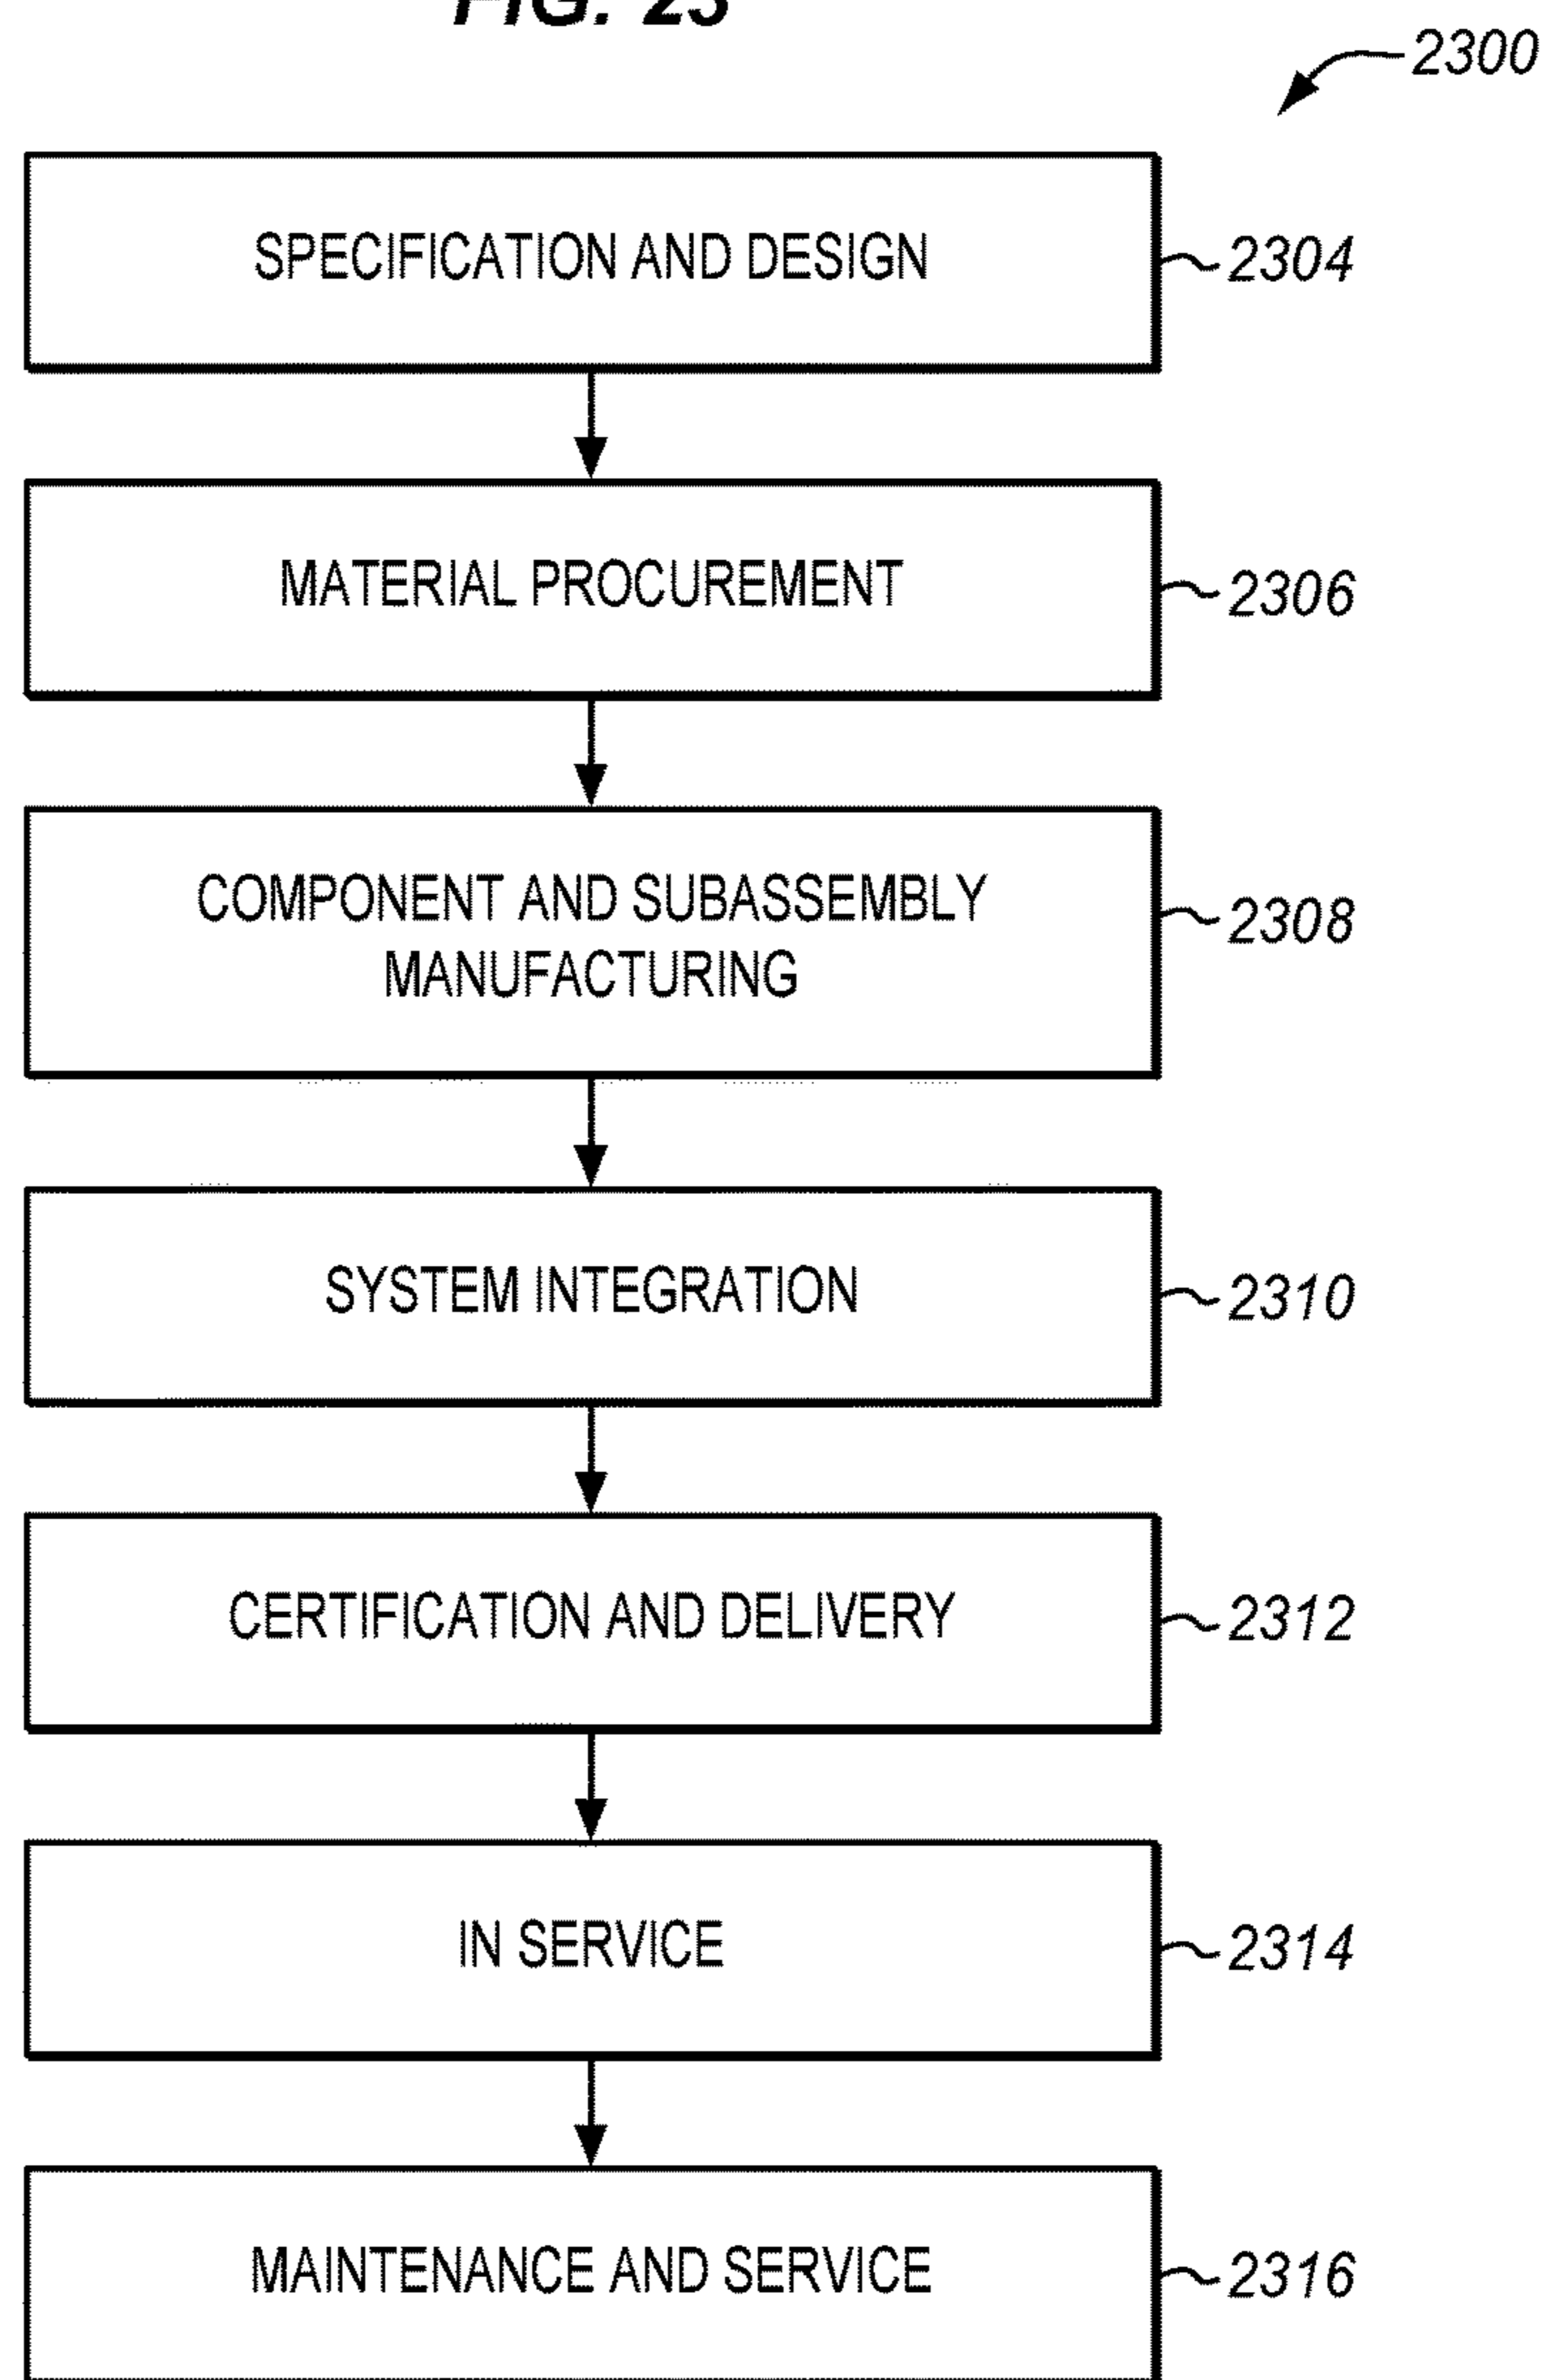 FIG. 23
2300
SPECIFICATION AND DESIGN
2304
MATERIAL PROCUREMENT
2306
COMPONENT AND SUBASSEMBLY
MANUFACTURING
2308
SYSTEM INTEGRATION
2310
CERTIFICATION AND DELIVERY
2312
IN SERVICE
2314
MAINTENANCE AND SERVICE
2316